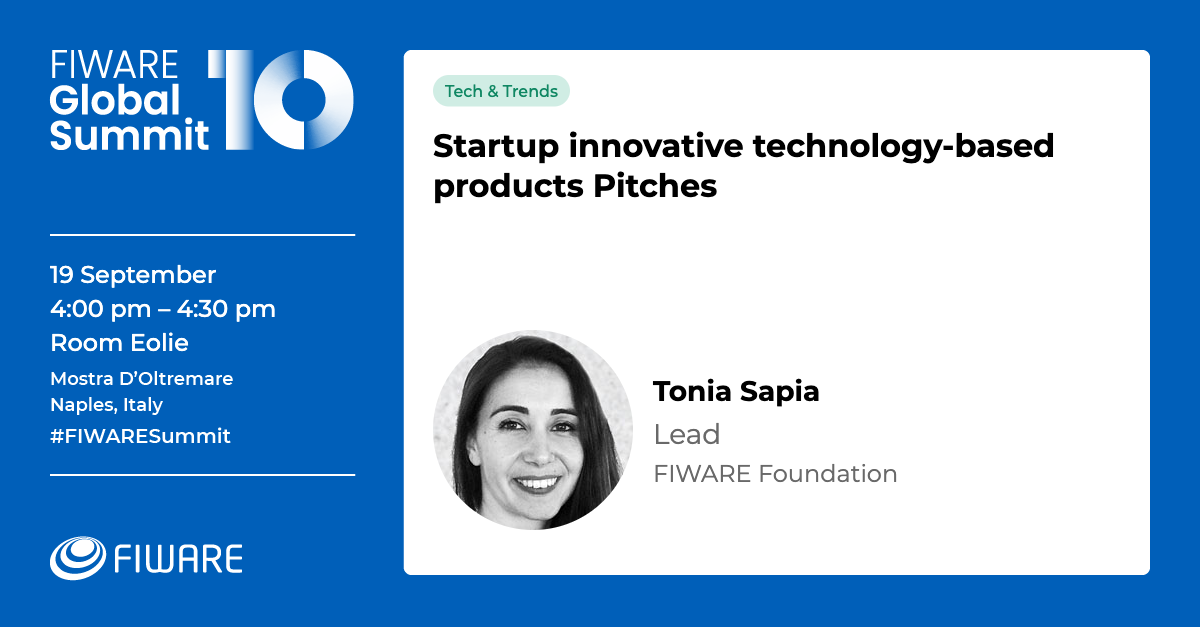 FIWARE
Global
Summit
10
19 September
4:00 pm – 4:30 pm
Room Eolie
Mostra D’Oltremare
Naples, Italy
#FIWARESummit
FIWARE
Tech & Trends
Startup innovative technology-based
products Pitches
Tonia Sapia
Lead
FIWARE Foundation